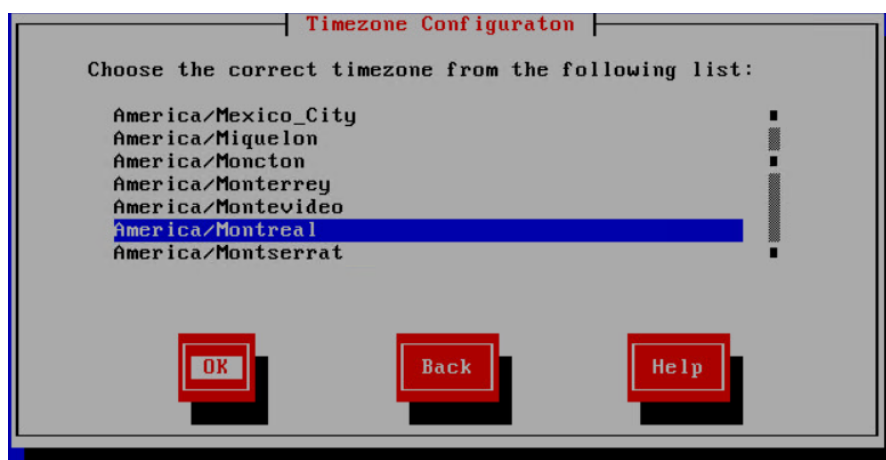 Timezone Configuraton
Choose the correct timezone from the following list:
America/Mexico_City
America/Miquelon
America/Moncton
America/Monterrey
America/Montevideo
America/Montreal
America/Montserrat
OK Back Help